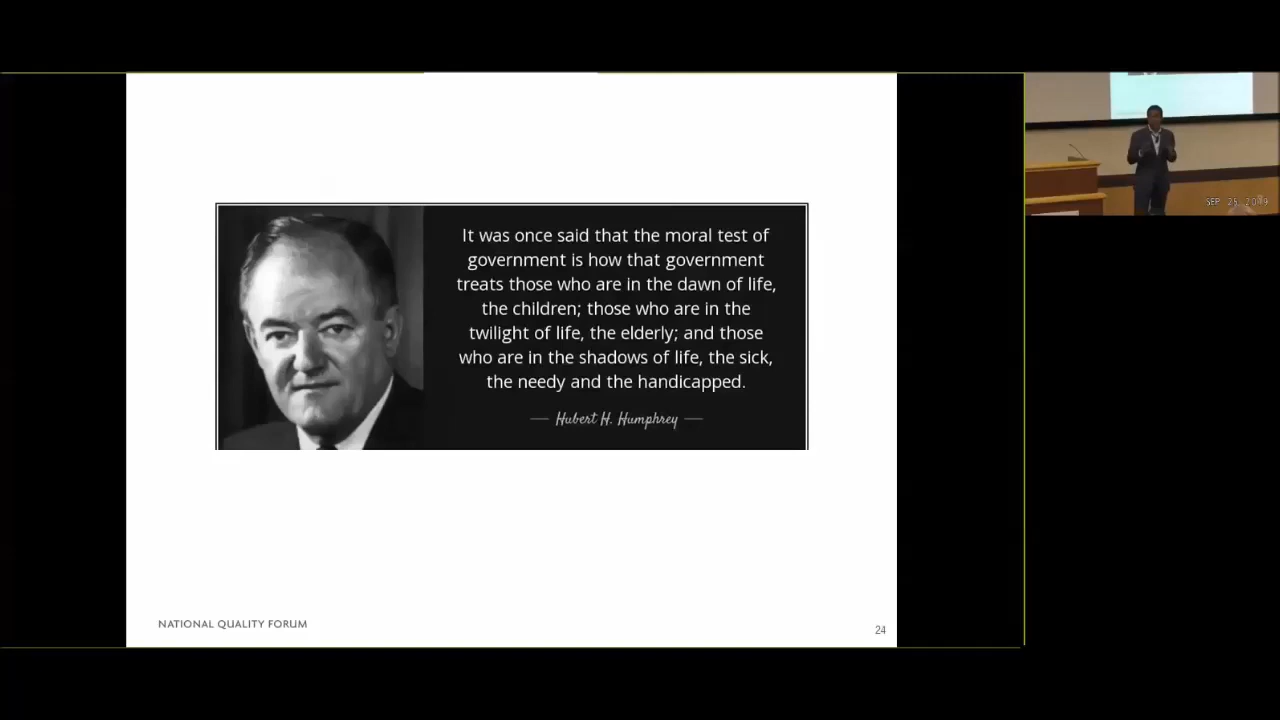 It was once said that the moral test of
government is how that government
treats those who are in the dawn of life,
the children; those who are in the
twilight of life, the elderly; and those
who are in the shadows of life, the sick,
the needy and the handicapped.
— Hubert H. Humphrey —
NATIONAL QUALITY FORUM
24
SEP 25, 2019